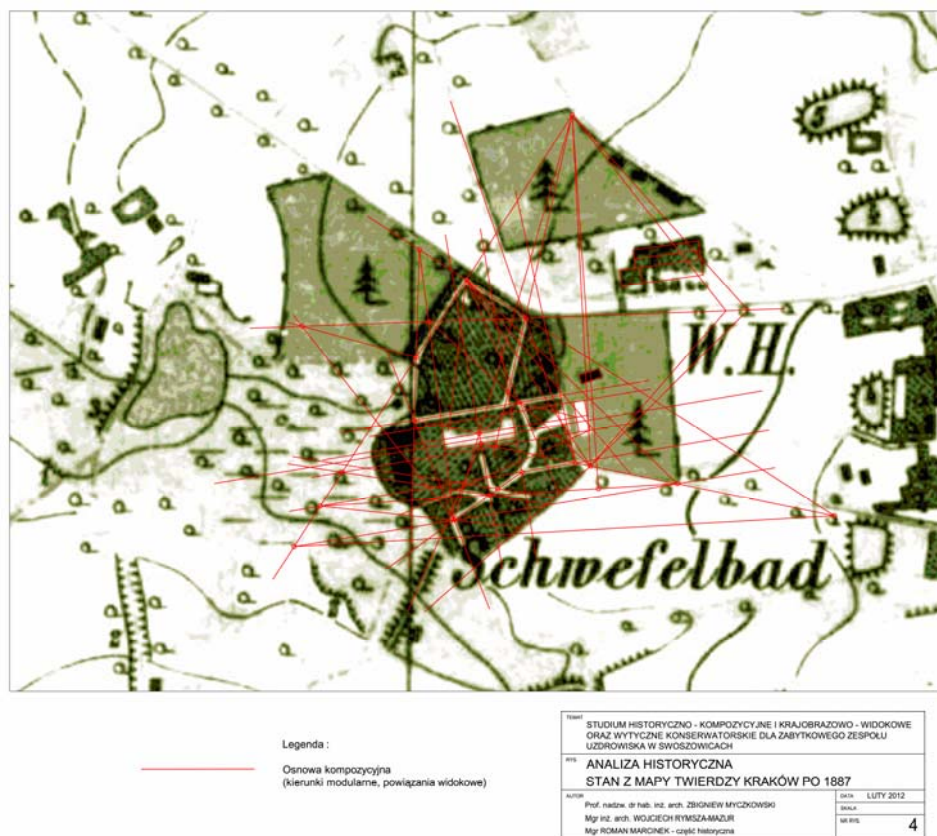 W.H.
Schwefelbad
Legenda :
Osnowa kompozycyjna
(kierunki modularne, powiązania widokowe)
TEMAT
STUDIUM HISTORYCZNO - KOMPOZYCYJNE I KRAJOBRAZOWO - WIDOKOWE
ORAZ WYTYCZNE KONSERWATORSKIE DLA ZABYTKOWEGO ZESPOŁU
UZDROWISKA W SWOSZOWICACH
RYS. ANALIZA HISTORYCZNA
STAN Z MAPY TWIERDZY KRAKÓW PO 1887
AUTOR
Prof. nadzw. dr hab. inż. arch. ZBIGNIEW MYCZKOWSKI
Mgr inż. arch. WOJCIECH RYMSZA-MAZUR
Mgr ROMAN MARCINEK - część historyczna
DATA LUTY 2012
SKALA
NR RYS. 4